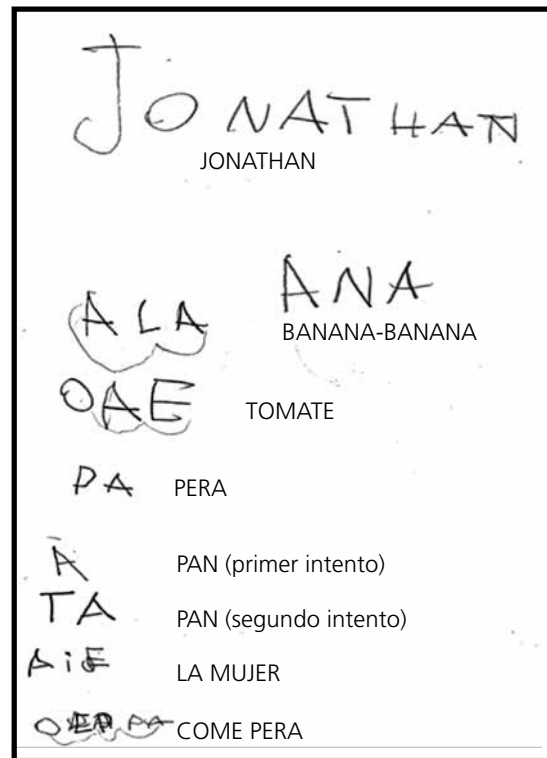 JONATHAN
JONATHAN
ALA ANA
BANANA-BANANA
OAE TOMATE
PA PERA
A PAN (primer intento)
TA PAN (segundo intento)
AiE LA MUJER
COME PERA